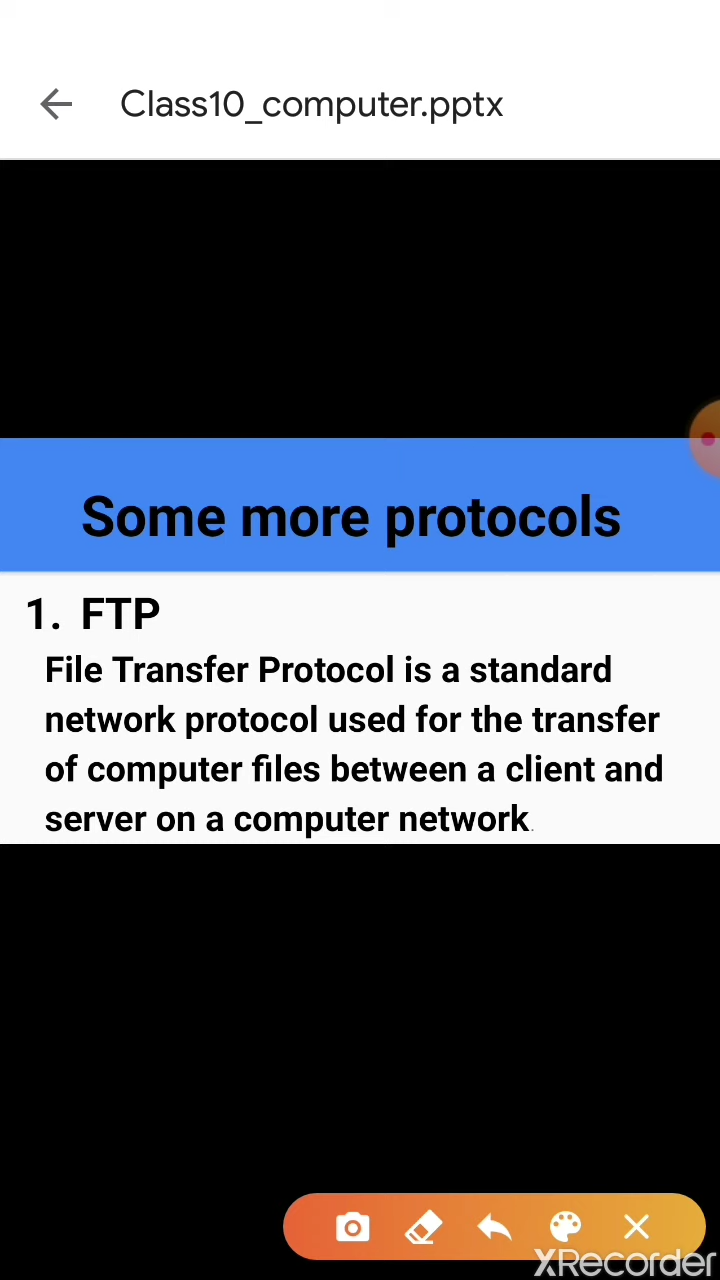 Class10_computer.pptx
Some more protocols
1. FTP
File Transfer Protocol is a standard
network protocol used for the transfer
of computer files between a client and
server on a computer network.
XRecorder